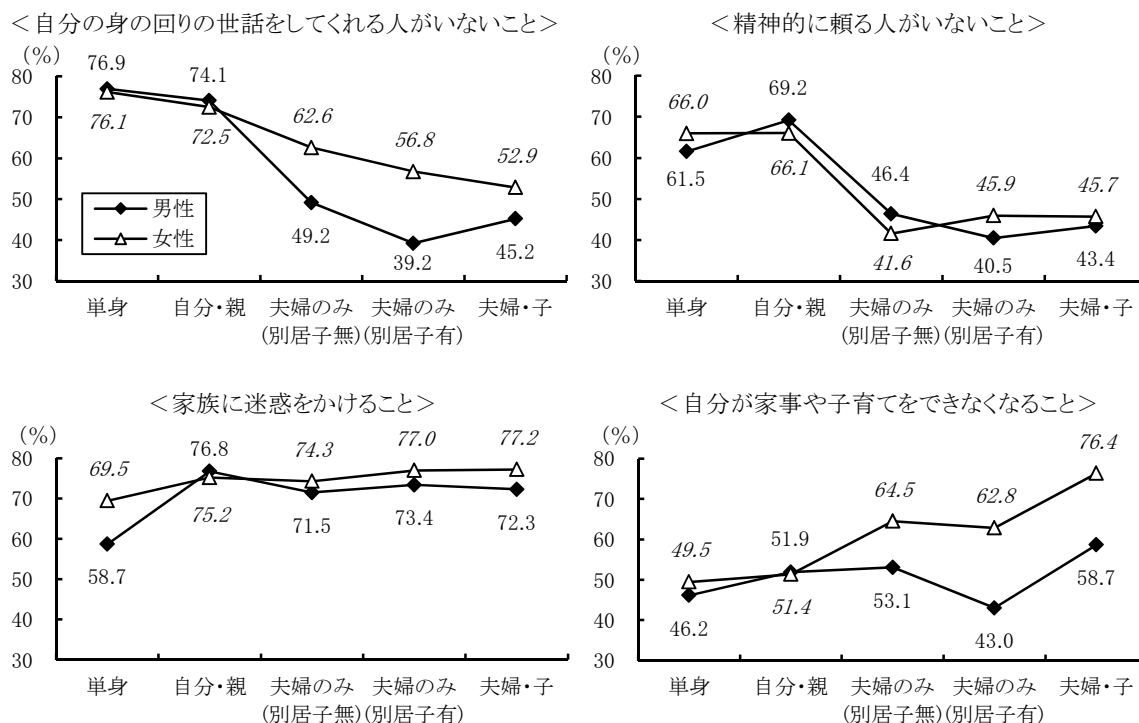 ＜自分の身の回りの世話をしてくれる人がいないこと＞
(%)
80
70
60
50
40
30
76.9
74.1
76.1
72.5
62.6
56.8
52.9
49.2
39.2
45.2
男性
女性
単身
自分・親
夫婦のみ
(別居子無)
夫婦のみ
(別居子有)
夫婦・子
＜精神的に頼る人がいないこと＞
(%)
80
70
60
50
40
30
66.0
69.2
61.5
66.1
46.4
45.9
45.7
41.6
40.5
43.4
単身
自分・親
夫婦のみ
(別居子無)
夫婦のみ
(別居子有)
夫婦・子
＜家族に迷惑をかけること＞
(%)
80
70
60
50
40
30
69.5
76.8
74.3
77.0
77.2
58.7
75.2
71.5
73.4
72.3
単身
自分・親
夫婦のみ
(別居子無)
夫婦のみ
(別居子有)
夫婦・子
＜自分が家事や子育てをできなくなること＞
(%)
80
70
60
50
40
30
49.5
51.9
64.5
62.8
76.4
46.2
51.4
53.1
43.0
58.7
単身
自分・親
夫婦のみ
(別居子無)
夫婦のみ
(別居子有)
夫婦・子